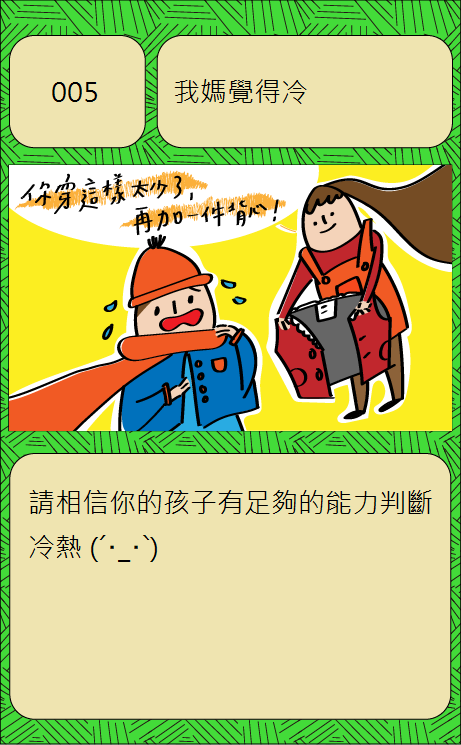 005
我媽覺得冷
你穿這樣太少了,
再加一件背心!
請相信你的孩子有足夠的能力判斷
冷熱 (´･_･`)